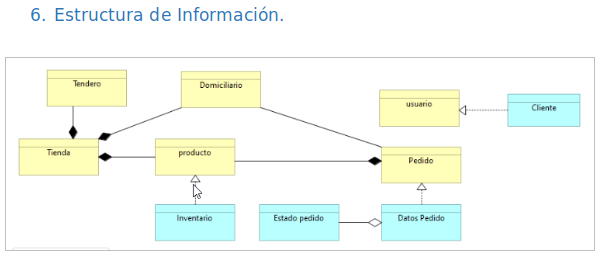 6. Estructura de Información.
Tendero
Domiciliario
usuario
Cliente
Tienda
producto
Pedido
Inventario
Estado pedido
Datos Pedido